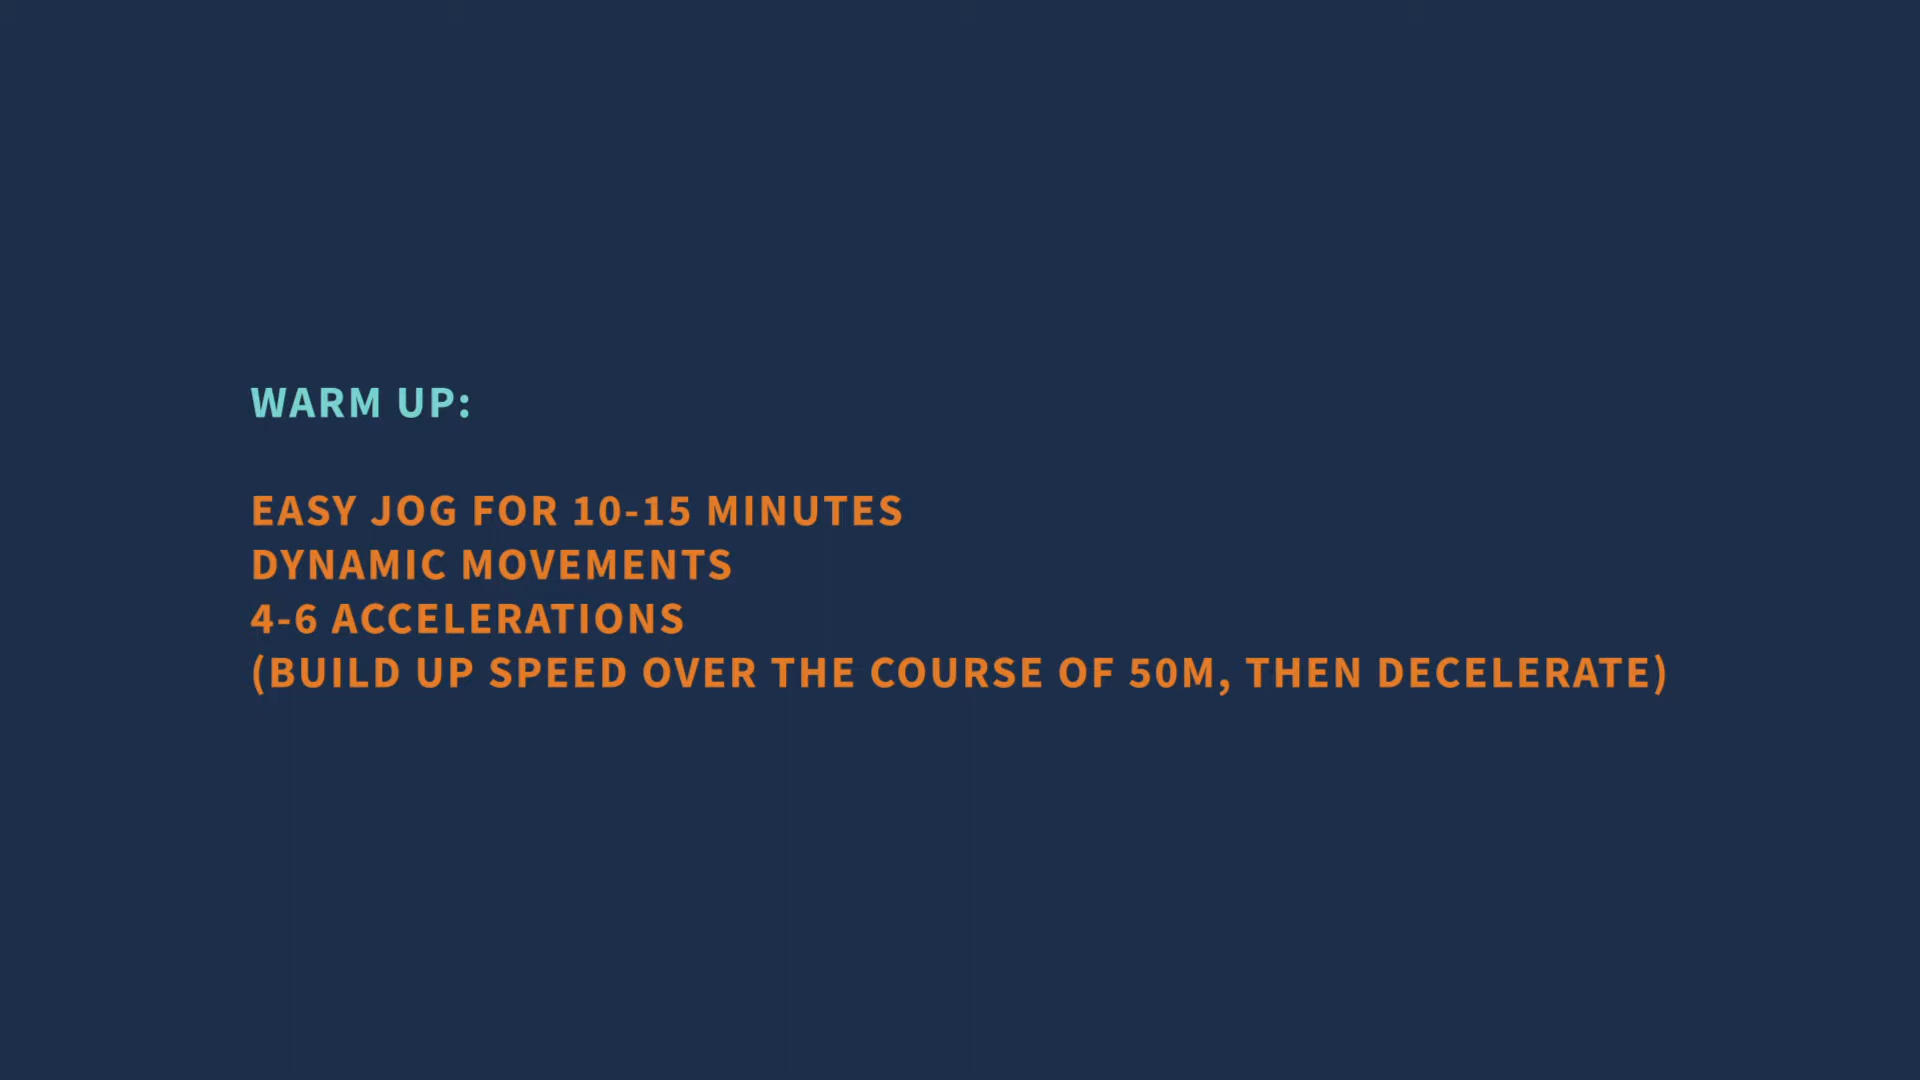 WARM UP:
EASY JOG FOR 10-15 MINUTES
DYNAMIC MOVEMENTS
4-6 ACCELERATIONS
(BUILD UP SPEED OVER THE COURSE OF 50M, THEN DECELERATE)